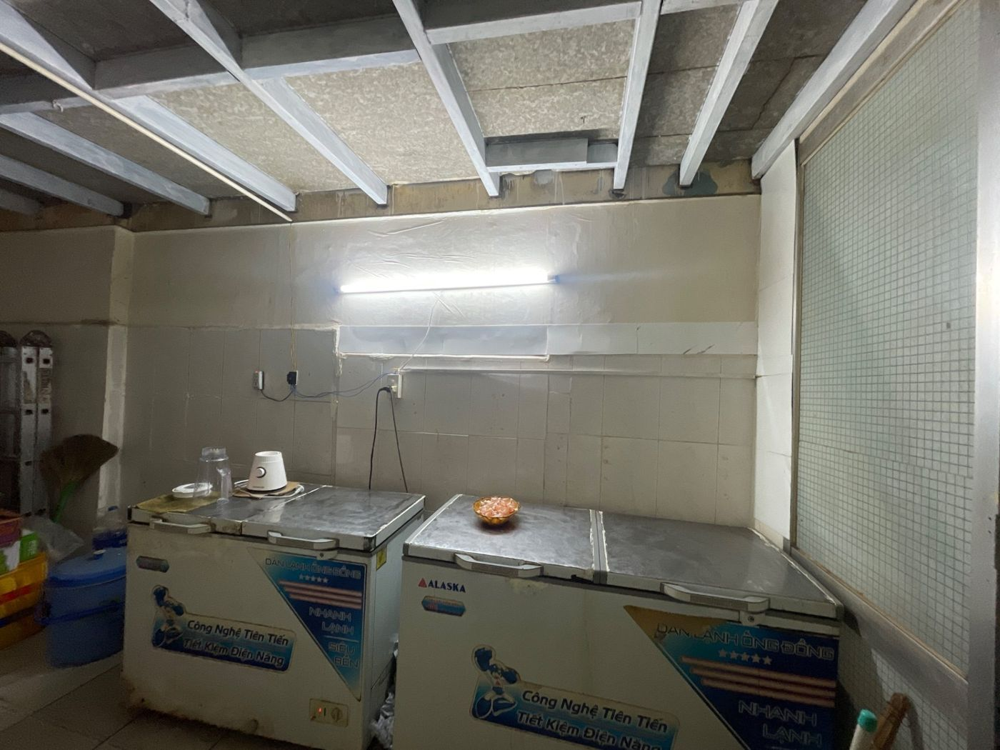 DÀN LẠNH ỐNG ĐỒNG
NHANH
LẠNH
SIÊU
BỀN
Công Nghệ Tiên Tiến
Tiết Kiệm Điện Năng
ALASKA
DÀN LẠNH ỐNG ĐỒNG
NHANH
LẠNH
Công Nghệ Tiên Tiến
Tiết Kiệm Điện Năng